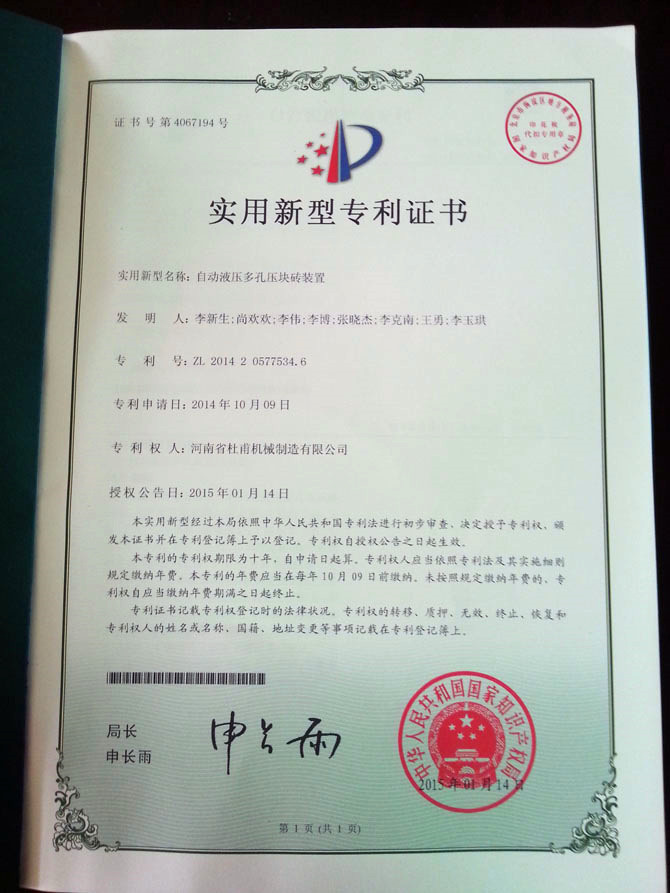 证书号第4067194号
印花税
代扣专用章
国家知识产权局
实用新型专利证书
实用新型名称：自动液压多孔压块砖装置
发明人：李新生;尚欢欢;李伟;李博;张晓杰;李克南;王勇;李玉琪
专利号：ZL 2014 2 0577534.6
专利申请日：2014年10月09日
专利权人：河南省杜甫机械制造有限公司
授权公告日：2015年01月14日
本实用新型经过本局依照中华人民共和国专利法进行初步审查，决定授予专利权，颁
发本证书并在专利登记簿上予以登记。专利权自授权公告之日起生效。
本专利的专利权期限为十年，自申请日起算。专利权人应当依照专利法及其实施细则
规定缴纳年费。本专利的年费应当在每年10月09日前缴纳。未按照规定缴纳年费的，专
利权自应当缴纳年费期满之日起终止。
专利证书记载专利权登记时的法律状况。专利权的转移、质押、无效、终止、恢复和
专利权人的姓名或名称、国籍、地址变更等事项记载在专利登记簿上。
局长
申长雨
申长雨
中华人民共和国国家知识产权局
2015年01月14日
第1页(共1页)